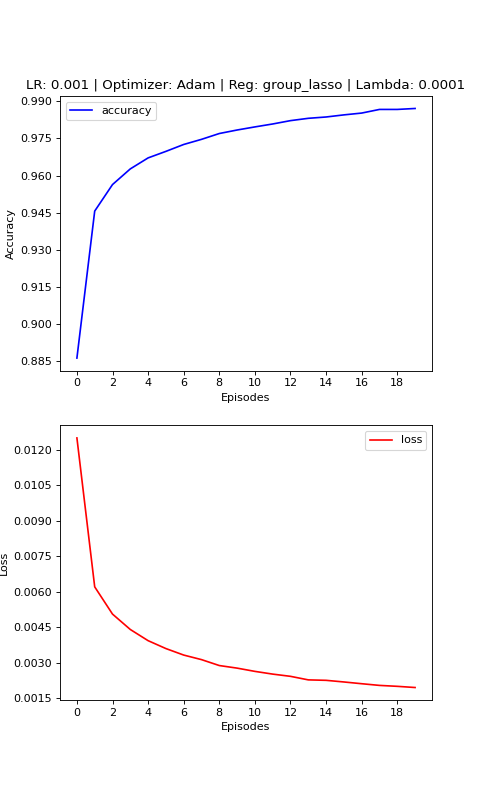 LR: 0.001 | Optimizer: Adam | Reg: group_lasso | Lambda: 0.0001
accuracy
0.990
0.975
0.960
0.945
0.930
0.915
0.900
0.885
Accuracy
0 2 4 6 8 10 12 14 16 18
Episodes
loss
0.0120
0.0105
0.0090
0.0075
0.0060
0.0045
0.0030
0.0015
Loss
0 2 4 6 8 10 12 14 16 18
Episodes